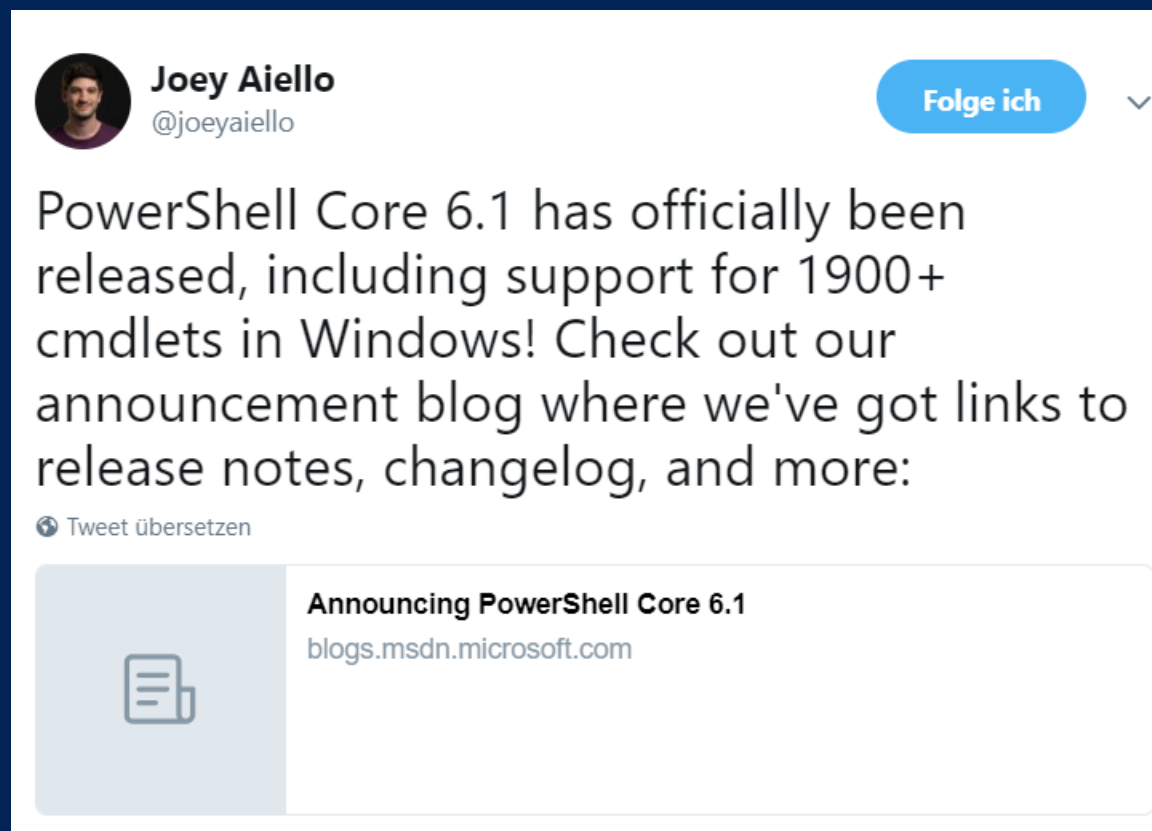 Joey Aiello
@joeyaiello
Folge ich
PowerShell Core 6.1 has officially been
released, including support for 1900+
cmdlets in Windows! Check out our
announcement blog where we've got links to
release notes, changelog, and more:
Tweet übersetzen
Announcing PowerShell Core 6.1
blogs.msdn.microsoft.com